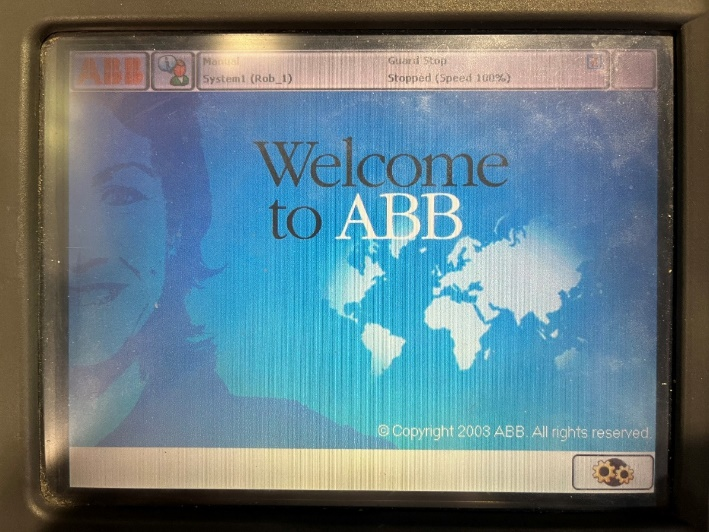 ABB
Manual
System1 (Rob_1)
Guard Stop
Stopped (Speed 100%)
Welcome
to ABB
© Copyright 2003 ABB. All rights reserved.